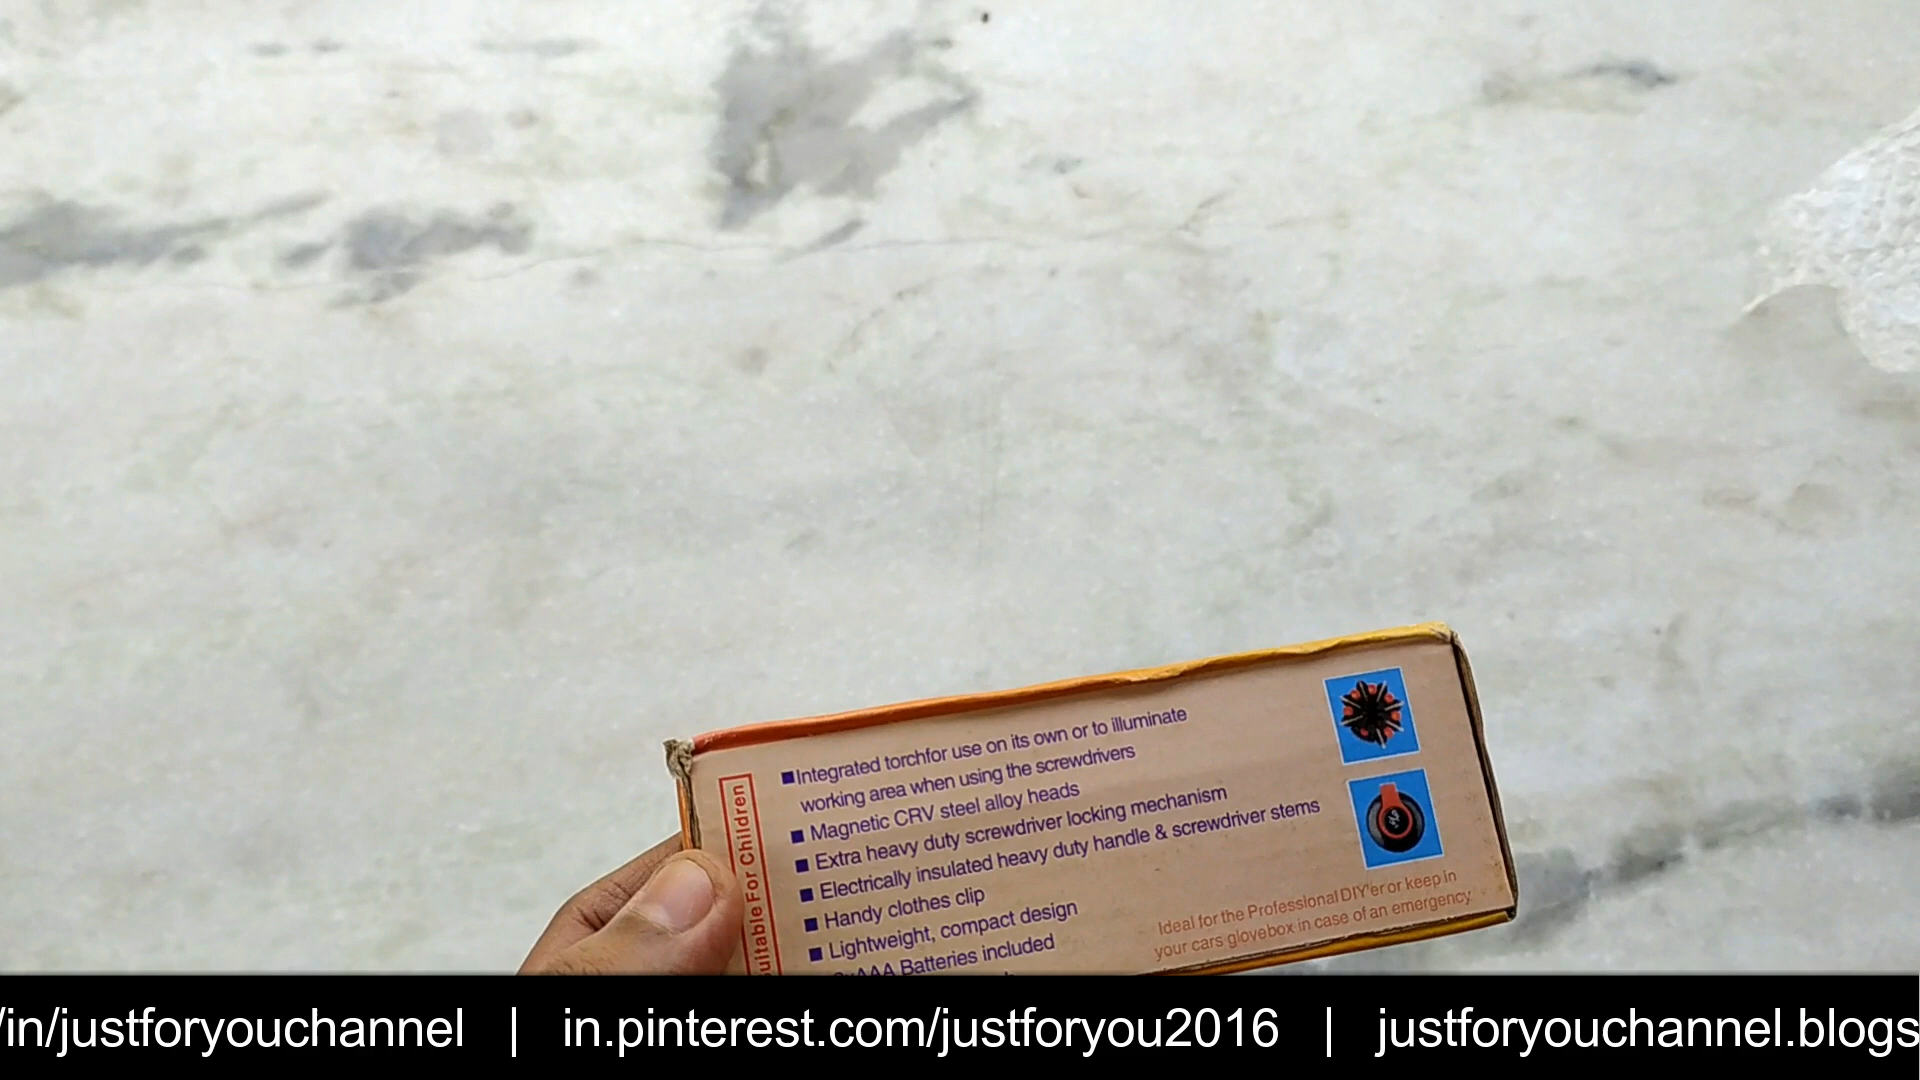 ■Integrated torchfor use on its own or to illuminate
working area when using the screwdrivers
■ Magnetic CRV steel alloy heads
■ Extra heavy duty screwdriver locking mechanism
■ Electrically insulated heavy duty handle & screwdriver stems
■ Handy clothes clip
■ Lightweight, compact design
AAA Batteries included
For Children
Ideal for the Professional DIY'er or keep in
your cars glovebox in case of an emergency
/in/justforyouchannel | in.pinterest.com/justforyou2016 | justforyouchannel.blogs